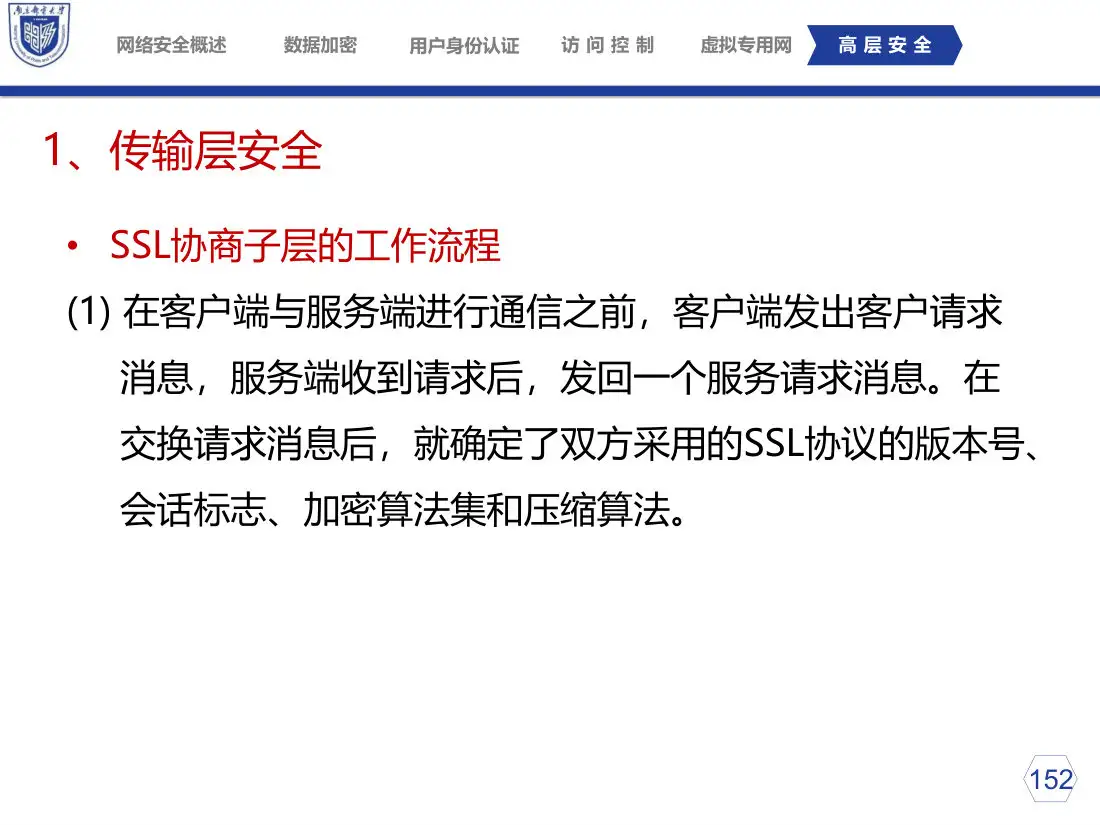 网络安全概述 数据加密 用户身份认证 访问控制 虚拟专用网 高层安全
1、传输层安全
• SSL协商子层的工作流程
(1) 在客户端与服务端进行通信之前，客户端发出客户请求
消息，服务端收到请求后，发回一个服务请求消息。在
交换请求消息后，就确定了双方采用的SSL协议的版本号、
会话标志、加密算法集和压缩算法。
152